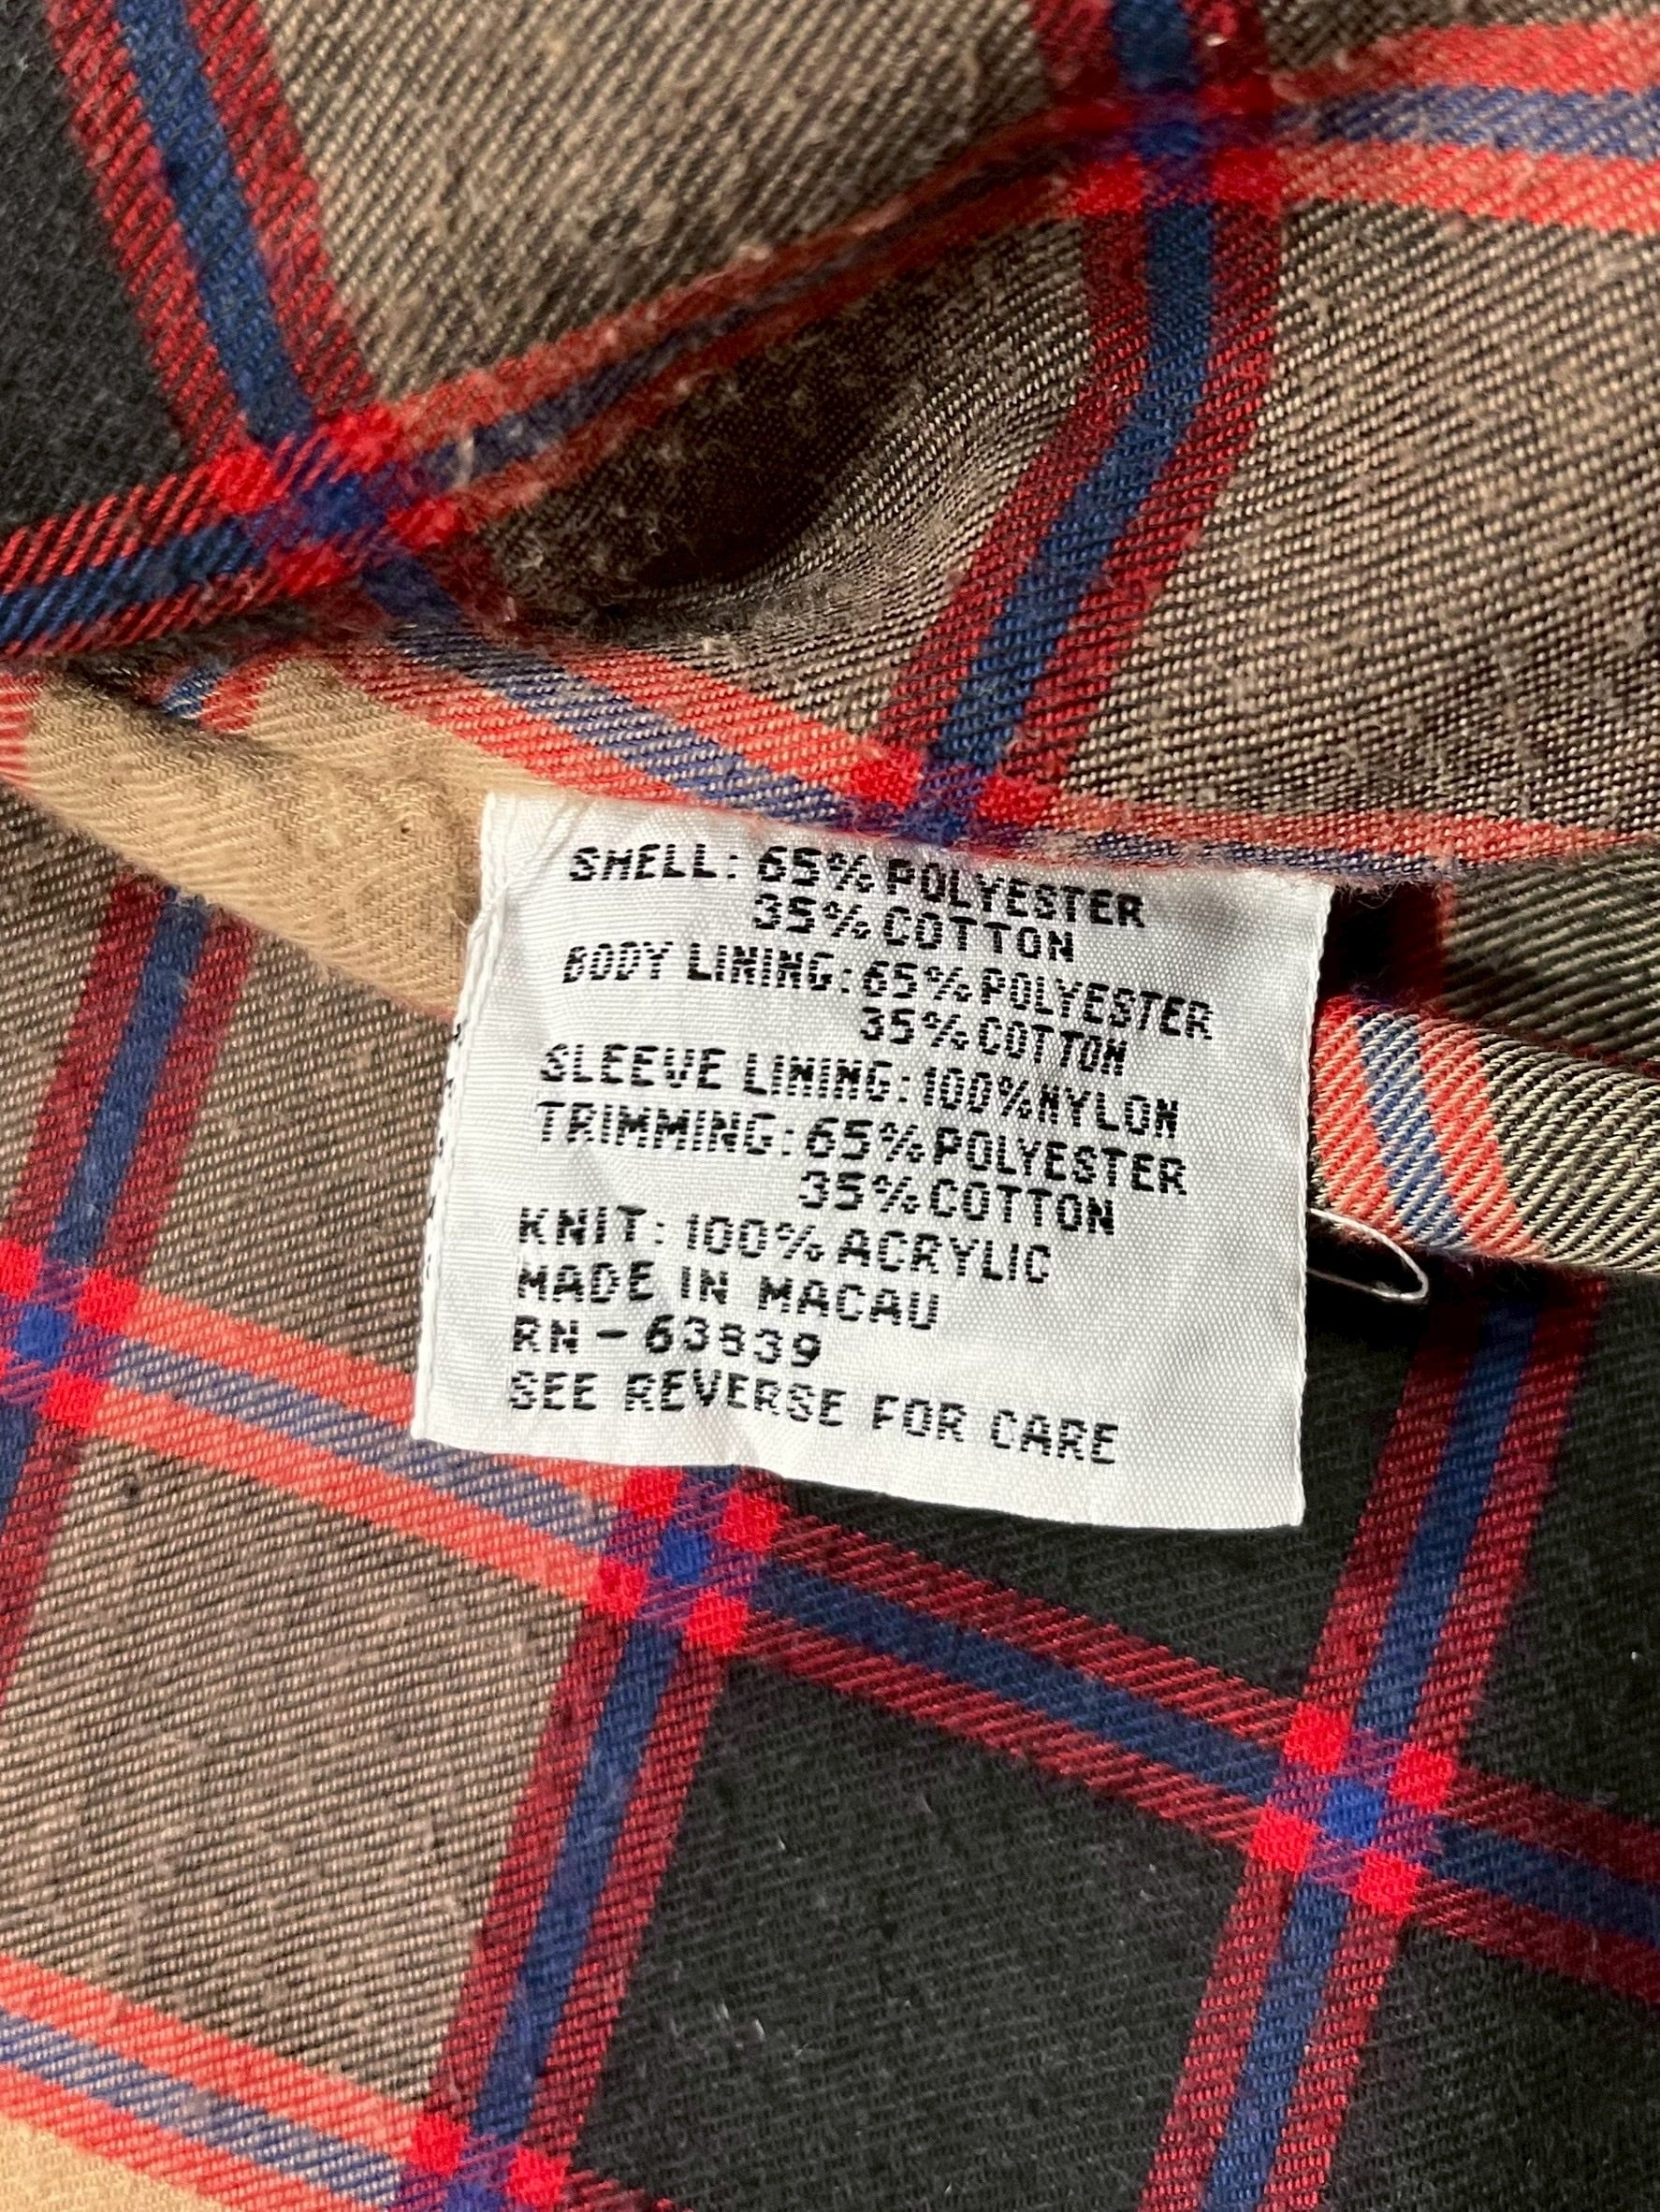 SHELL: 65% POLYESTER
35% COTTON
BODY LINING: 65% POLYESTER
35% COTTON
SLEEVE LINING: 100% NYLON
TRIMMING: 65% POLYESTER
35% COTTON
KNIT: 100% ACRYLIC
MADE IN MACAU
RN - 63839
SEE REVERSE FOR CARE